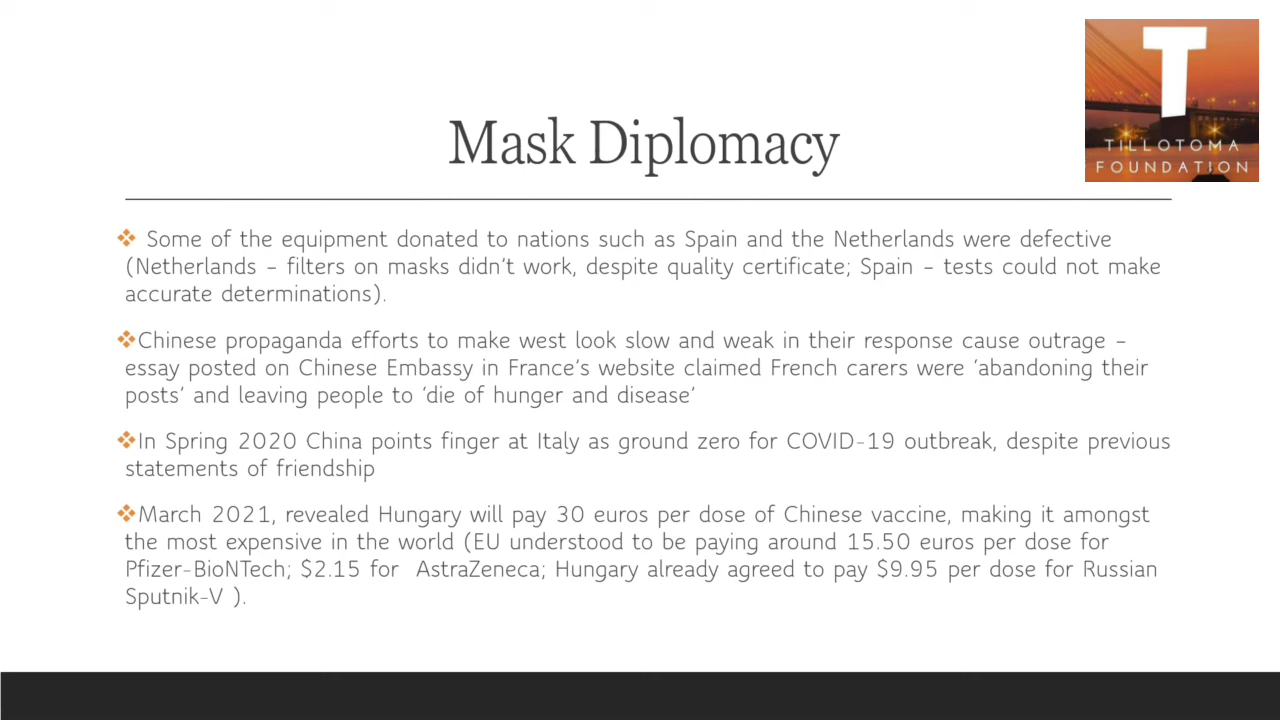 T
TILLOTOMA
FOUNDATION
Mask Diplomacy
❖ Some of the equipment donated to nations such as Spain and the Netherlands were defective
(Netherlands – filters on masks didn't work, despite quality certificate; Spain – tests could not make
accurate determinations).
❖Chinese propaganda efforts to make west look slow and weak in their response cause outrage –
essay posted on Chinese Embassy in France's website claimed French carers were 'abandoning their
posts' and leaving people to 'die of hunger and disease'
❖In Spring 2020 China points finger at Italy as ground zero for COVID-19 outbreak, despite previous
statements of friendship
❖March 2021, revealed Hungary will pay 30 euros per dose of Chinese vaccine, making it amongst
the most expensive in the world (EU understood to be paying around 15.50 euros per dose for
Pfizer-BioNTech; $2.15 for AstraZeneca; Hungary already agreed to pay $9.95 per dose for Russian
Sputnik-V ).